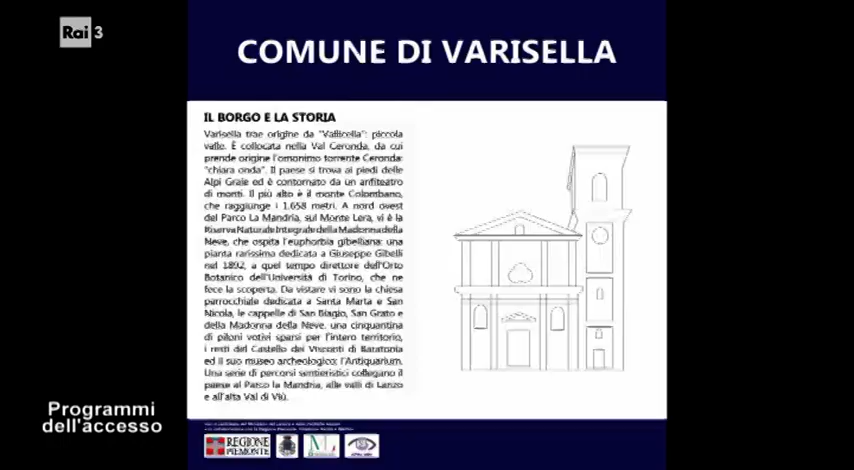 Rai 3
COMUNE DI VARISELLA
IL BORGO E LA STORIA
Varisella trae origine da "Vallicella": piccola
valle. È collocata nella Val Ceronda, da cui
prende origine l'omonimo torrente Ceronda:
"chiara onda". Il paese si trova ai piedi delle
Alpi Graie ed è contornato da un anfiteatro
di monti. Il più alto è il monte Colombano,
che raggiunge i 1.658 metri. A nord ovest
del Parco La Mandria, sul Monte Lera, vi è la
Riserva Naturale Integrale della Madonna della
Neve, che ospita l'euphorbia gibelliana: una
pianta rarissima dedicata a Giuseppe Gibelli
nel 1892, a quel tempo direttore dell'Orto
Botanico dell'Università di Torino, che ne
fece la scoperta. Da vistare vi sono la chiesa
parrocchiale dedicata a Santa Marta e San
Nicola, le cappelle di San Biagio, San Grato e
della Madonna della Neve, una cinquantina
di piloni votivi sparsi per l'intero territorio,
i resti del Castello dei Visconti di Baratonia
ed il suo museo archeologico; l'Antiquarium.
Una serie di percorsi sentieristici collegano il
paese al Parco la Mandria, alle valli di Lanzo
e all'alta Val di Viù.
Programmi
dell'accesso
REGIONE
PIEMONTE